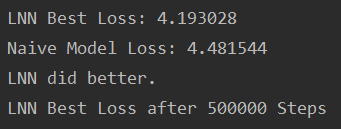 LNN Best Loss: 4.193028
Naive Model Loss: 4.481544
LNN did better.
LNN Best Loss after 500000 Steps